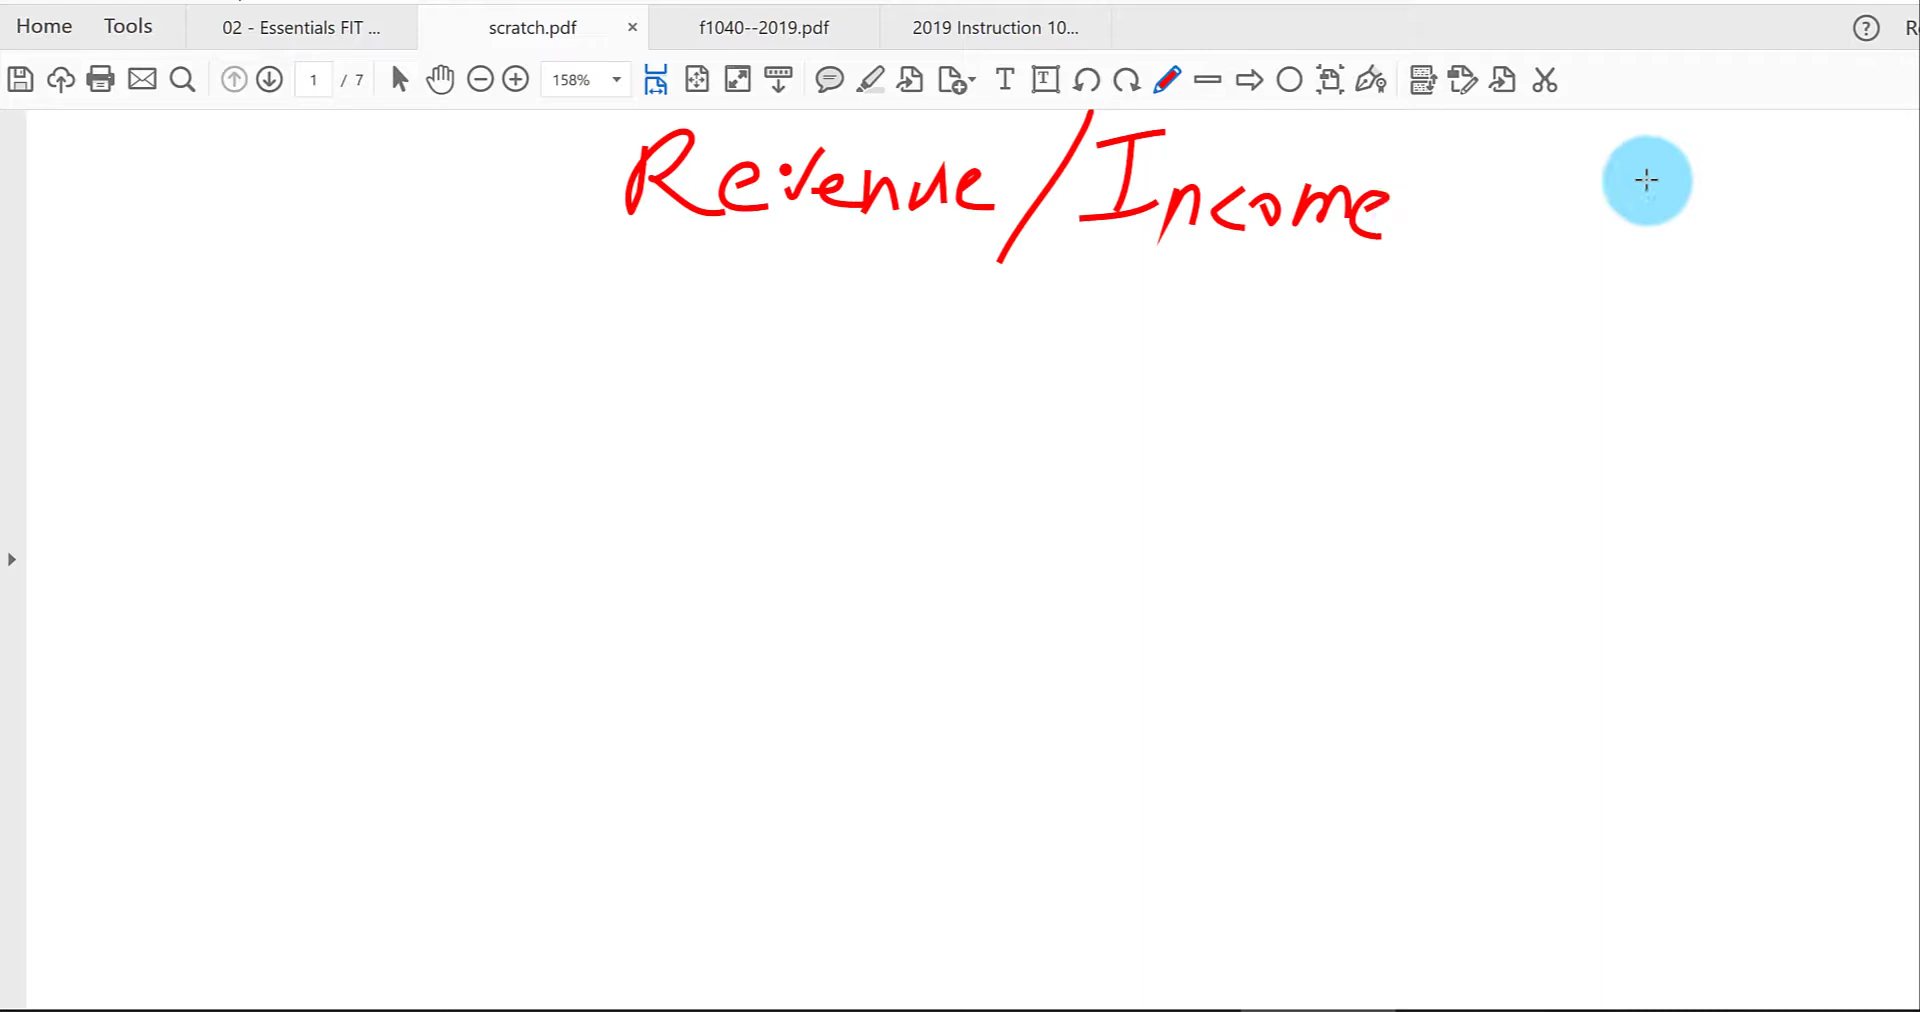 Home Tools 02 - Essentials FIT ... scratch.pdf × f1040--2019.pdf 2019 Instruction 10... ?
1 / 7 158% T T
Revenue/Income